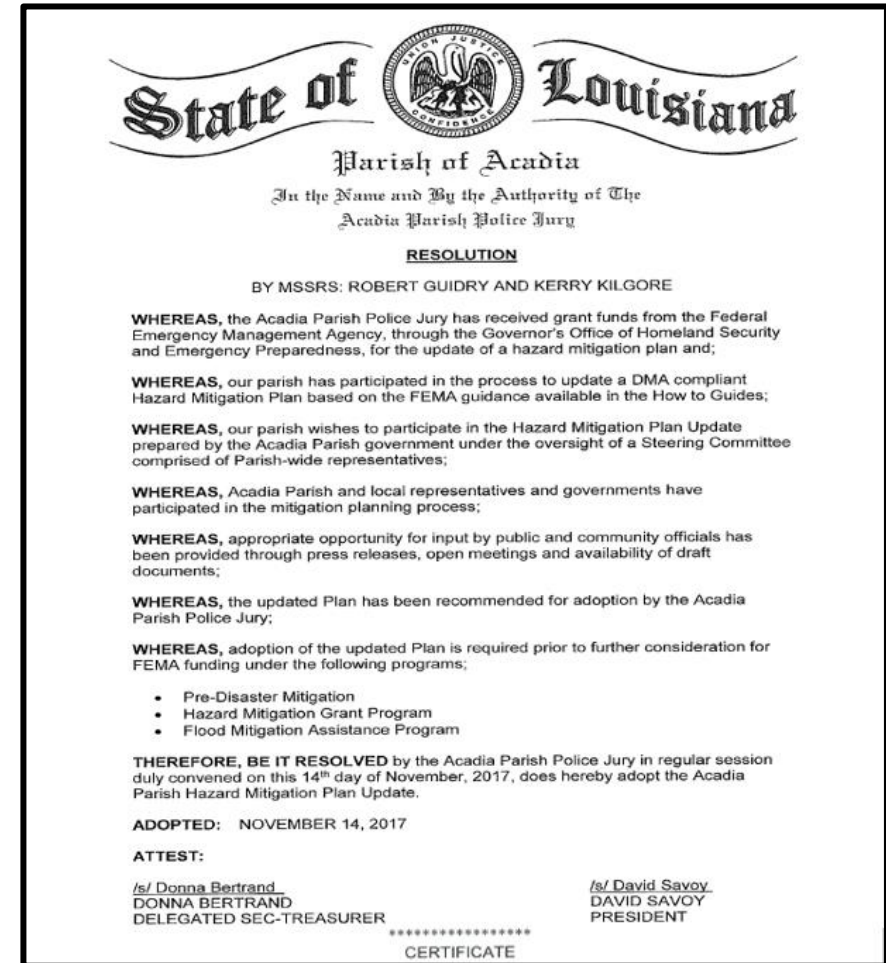 State of Louisiana
UNION JUSTICE
CONFIDENCE
Parish of Acadia
In the Name and By the Authority of The
Acadia Parish Police Jury
RESOLUTION
BY MSSRS: ROBERT GUIDRY AND KERRY KILGORE
WHEREAS, the Acadia Parish Police Jury has received grant funds from the Federal
Emergency Management Agency, through the Governor's Office of Homeland Security
and Emergency Preparedness, for the update of a hazard mitigation plan and;
WHEREAS, our parish has participated in the process to update a DMA compliant
Hazard Mitigation Plan based on the FEMA guidance available in the How to Guides;
WHEREAS, our parish wishes to participate in the Hazard Mitigation Plan Update
prepared by the Acadia Parish government under the oversight of a Steering Committee
comprised of Parish-wide representatives;
WHEREAS, Acadia Parish and local representatives and governments have
participated in the mitigation planning process;
WHEREAS, appropriate opportunity for input by public and community officials has
been provided through press releases, open meetings and availability of draft
documents;
WHEREAS, the updated Plan has been recommended for adoption by the Acadia
Parish Police Jury;
WHEREAS, adoption of the updated Plan is required prior to further consideration for
FEMA funding under the following programs;
• Pre-Disaster Mitigation
• Hazard Mitigation Grant Program
• Flood Mitigation Assistance Program
THEREFORE, BE IT RESOLVED by the Acadia Parish Police Jury in regular session
duly convened on this 14th day of November, 2017, does hereby adopt the Acadia
Parish Hazard Mitigation Plan Update.
ADOPTED: NOVEMBER 14, 2017
ATTEST:
/s/ Donna Bertrand /s/ David Savoy
DONNA BERTRAND DAVID SAVOY
DELEGATED SEC-TREASURER PRESIDENT
*****************
CERTIFICATE